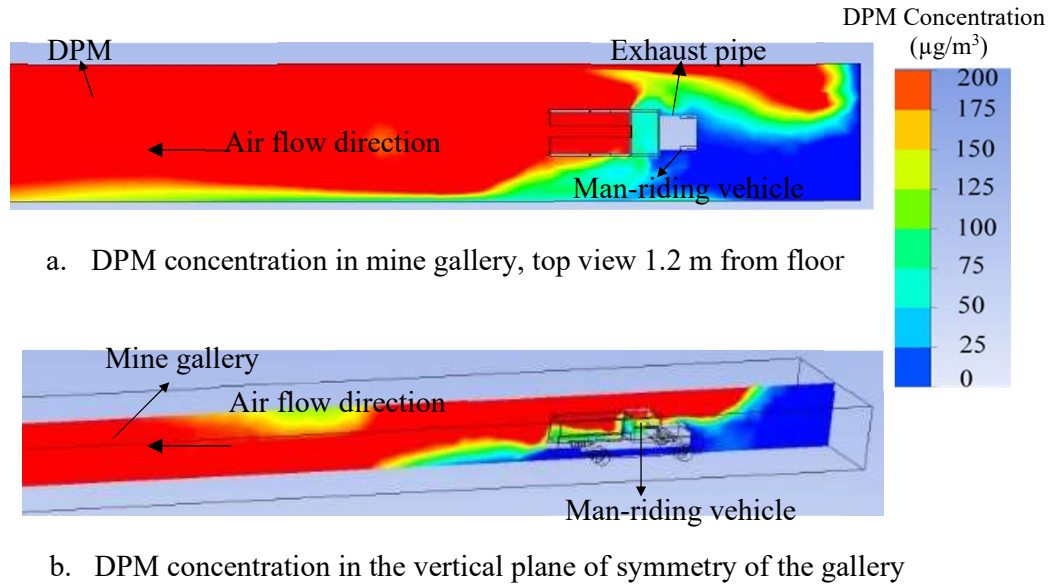 DPM Concentration
(µg/m³)
DPM
Exhaust pipe
Air flow direction
Man-riding vehicle
200
175
150
125
100
75
50
25
0
a. DPM concentration in mine gallery, top view 1.2 m from floor
Mine gallery
Air flow direction
Man-riding vehicle
b. DPM concentration in the vertical plane of symmetry of the gallery